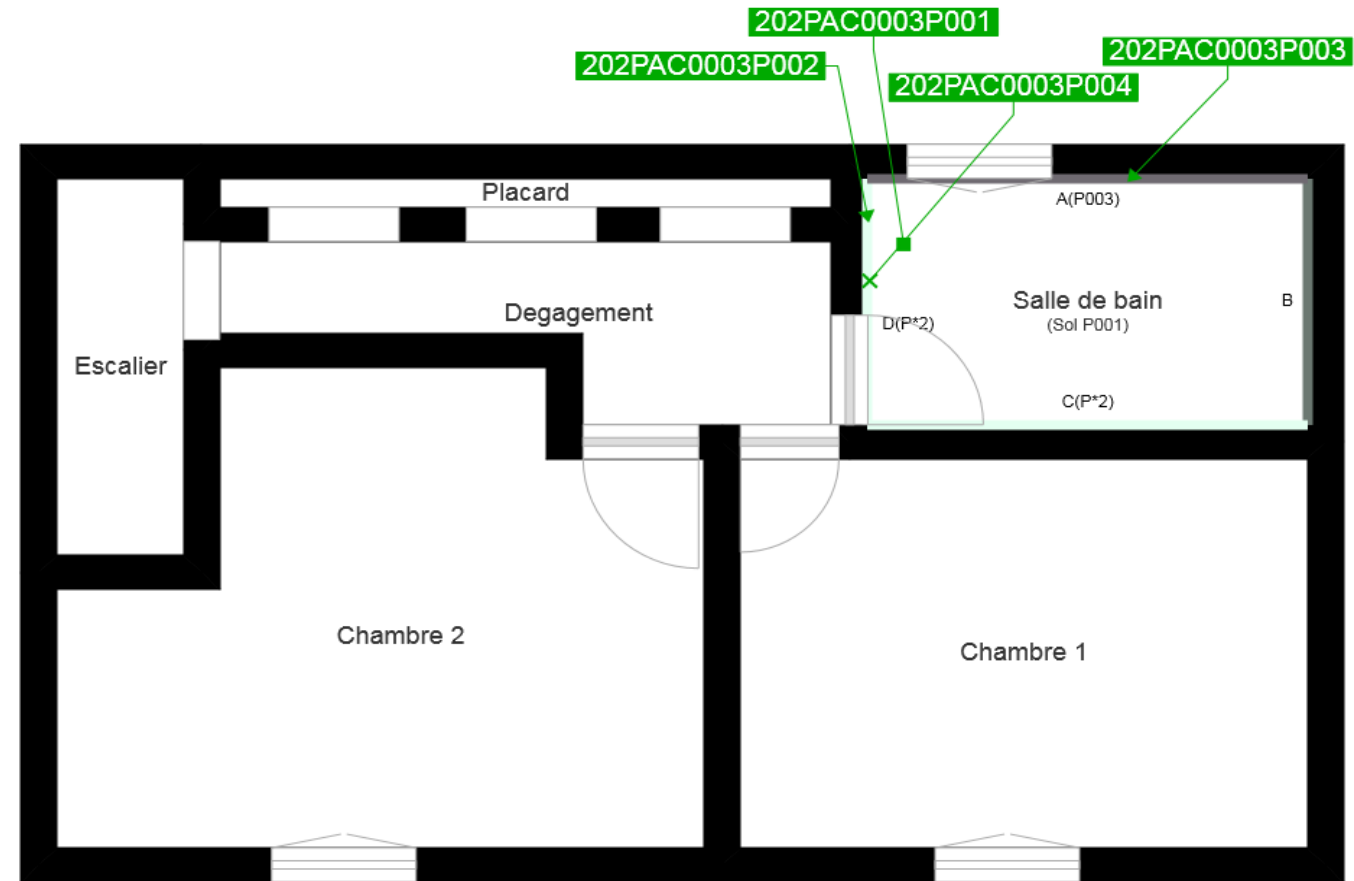 202PAC0003P001
202PAC0003P003
202PAC0003P002
202PAC0003P004
Placard
A(P003)
Salle de bain
B
Degagement
D(P*2)
(Sol P001)
Escalier
C(P*2)
Chambre 2
Chambre 1